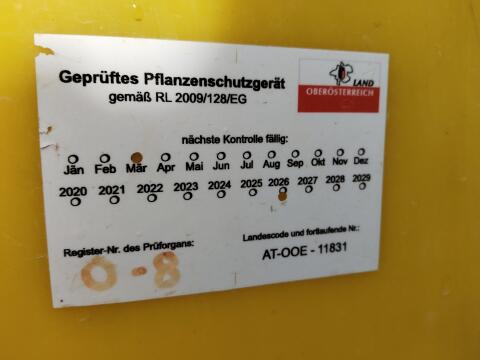 Geprüftes Pflanzenschutzgerät
gemäß RL 2009/128/EG
LAND
OBERÖSTERREICH
nächste Kontrolle fällig:
Jän Feb Mär Apr Mai Jun Jul Aug Sep Okt Nov Dez
2020 2021 2022 2023 2024 2025 2026 2027 2028 2029
Register-Nr. des Prüforgans:
O-8
Landescode und fortlaufende Nr.:
AT-OOE - 11831